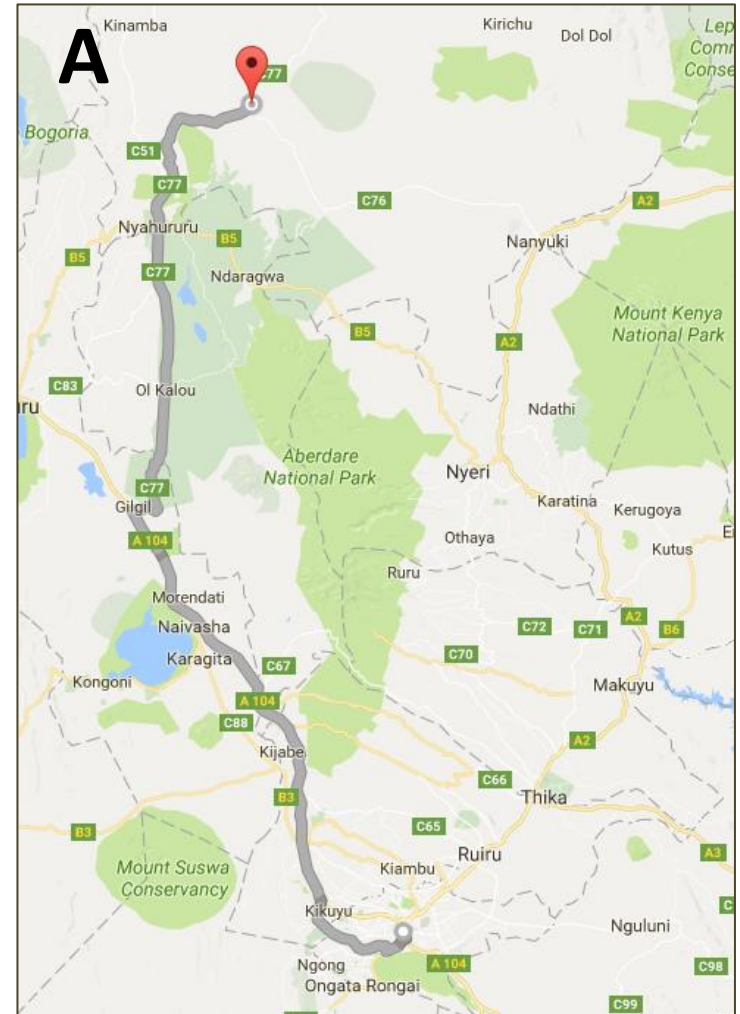 A
Kinamba
Kirichu
Dol Dol
Lep
Comm
Conse
C77
Bogoria
C51
C77
C76
A2
Nyahururu
B5
B5
Nanyuki
C77
Ndaragwa
Mount Kenya
National Park
B5
A2
C83
Ol Kalou
iru
Ndathi
Aberdare
National Park
Nyeri
C77
Gilgil
Karatina
Kerugoya
A 104
Othaya
E
Kutus
Ruru
Morendati
A2
B6
Naivasha
C72
C71
Karagita
C67
C70
Kongoni
Makuyu
A 104
C88
Kijabe
A2
C66
B3
Thika
B3
C65
A3
Ruiru
Mount Suswa
Conservancy
Kiambu
Kikuyu
C
Nguluni
Ngong
A 104
C98
Ongata Rongai
C99